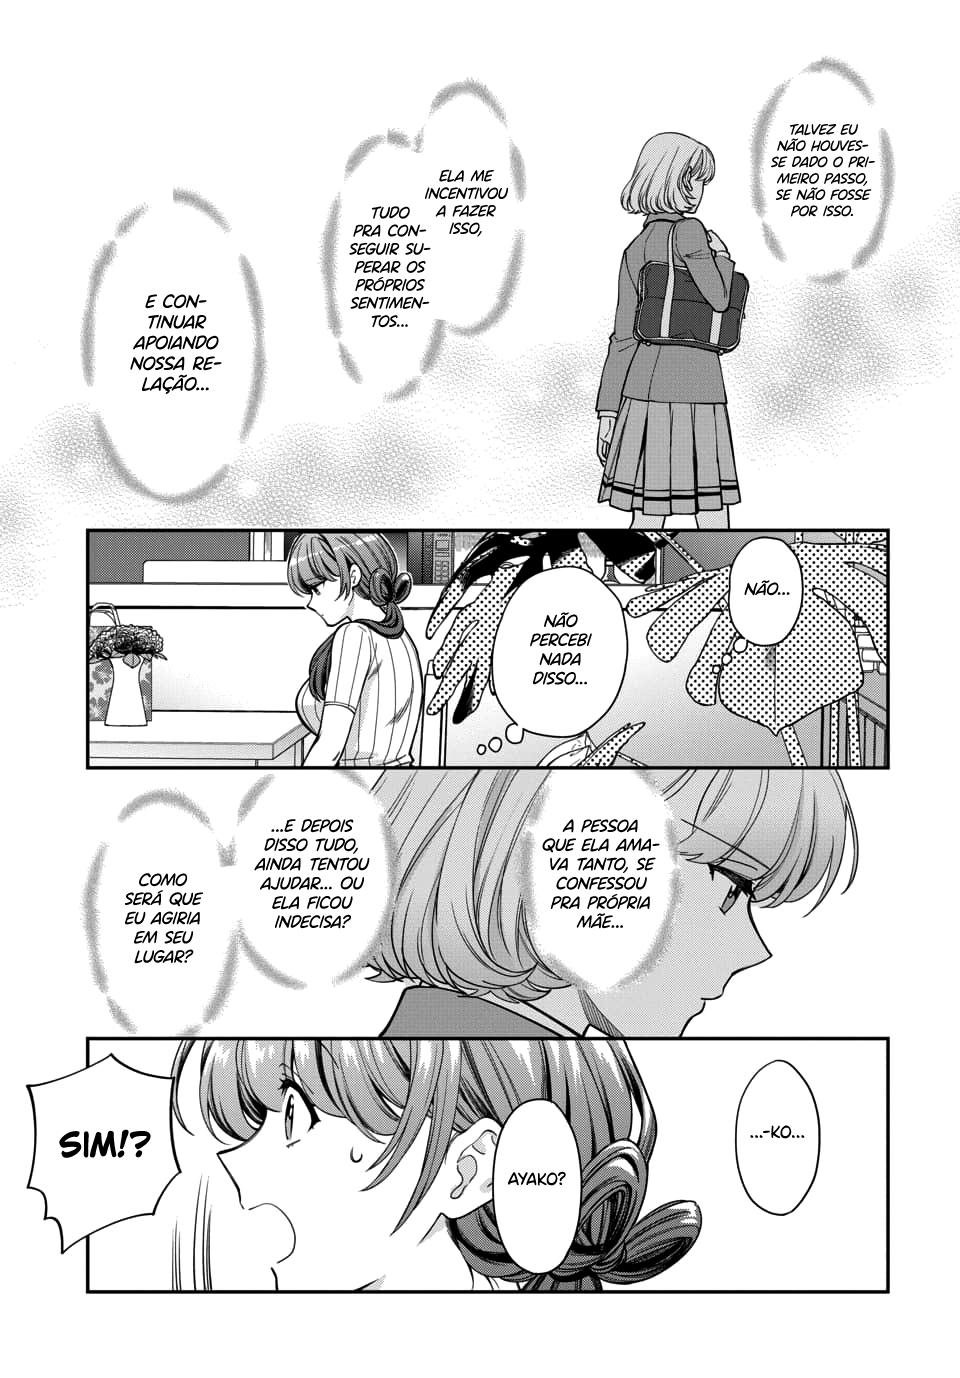 TALVEZ EU
NÃO HOUVES-
SE DADO O PRI-
MEIRO PASSO,
SE NÃO FOSSE
POR ISSO.
ELA ME
INCENTIVOU
A FAZER
ISSO,
TUDO
PRA CON-
SEGUIR SU-
PERAR OS
PRÓPRIOS
SENTIMEN-
TOS...
E CON-
TINUAR
APOIANDO
NOSSA RE-
LAÇÃO...
NÃO...
NÃO
PERCEBI
NADA
DISSO...
A PESSOA
QUE ELA AMA-
VA TANTO, SE
CONFESSOU
PRA PRÓPRIA
MÃE...
...E DEPOIS
DISSO TUDO,
AINDA TENTOU
AJUDAR... OU
ELA FICOU
INDECISA?
COMO
SERÁ QUE
EU AGIRIA
EM SEU
LUGAR?
...-KO...
AYAKO?
SIM!?